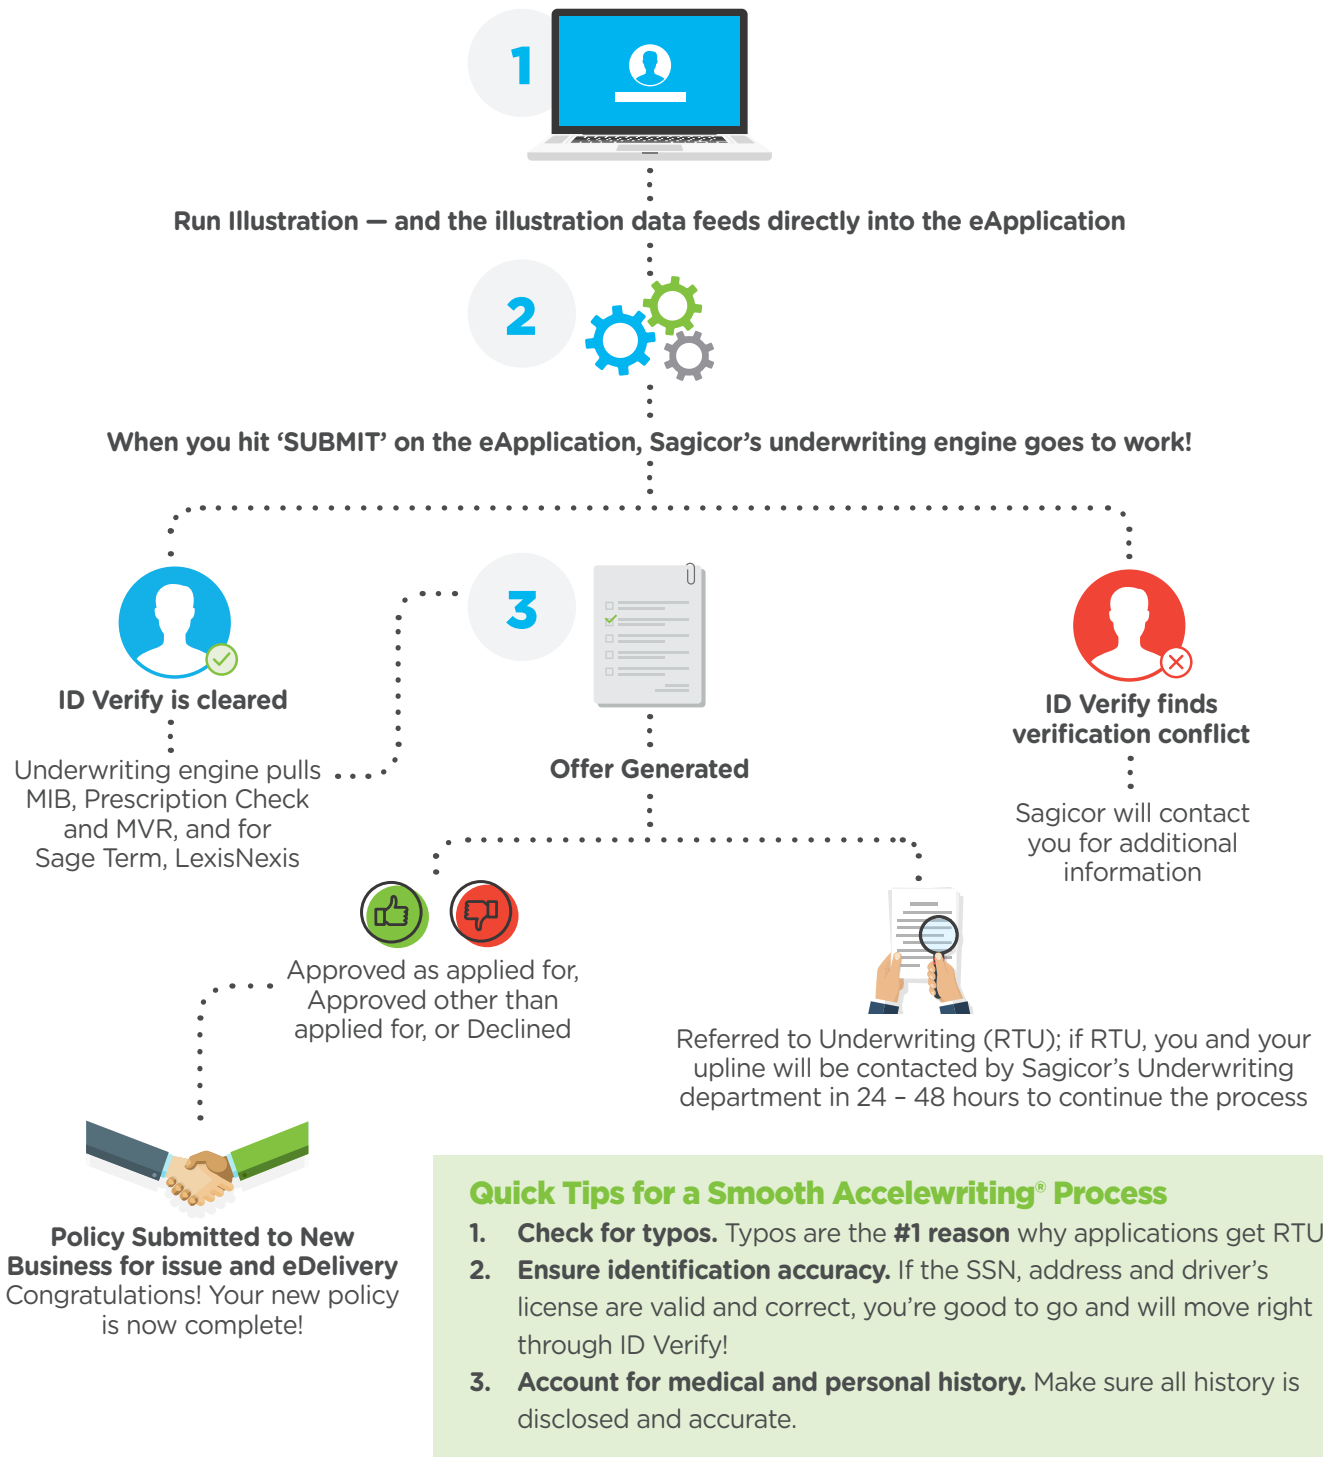 1
Run Illustration — and the illustration data feeds directly into the eApplication
2
When you hit ‘SUBMIT’ on the eApplication, Sagicor’s underwriting engine goes to work!
ID Verify is cleared
Underwriting engine pulls
MIB, Prescription Check
and MVR, and for
Sage Term, LexisNexis
3
Offer Generated
ID Verify finds
verification conflict
Sagicor will contact
you for additional
information
Approved as applied for,
Approved other than
applied for, or Declined
Referred to Underwriting (RTU); if RTU, you and your
upline will be contacted by Sagicor’s Underwriting
department in 24 – 48 hours to continue the process
Policy Submitted to New
Business for issue and eDelivery
Congratulations! Your new policy
is now complete!
Quick Tips for a Smooth Accelewriting® Process
1. Check for typos. Typos are the #1 reason why applications get RTU
2. Ensure identification accuracy. If the SSN, address and driver’s
license are valid and correct, you’re good to go and will move right
through ID Verify!
3. Account for medical and personal history. Make sure all history is
disclosed and accurate.